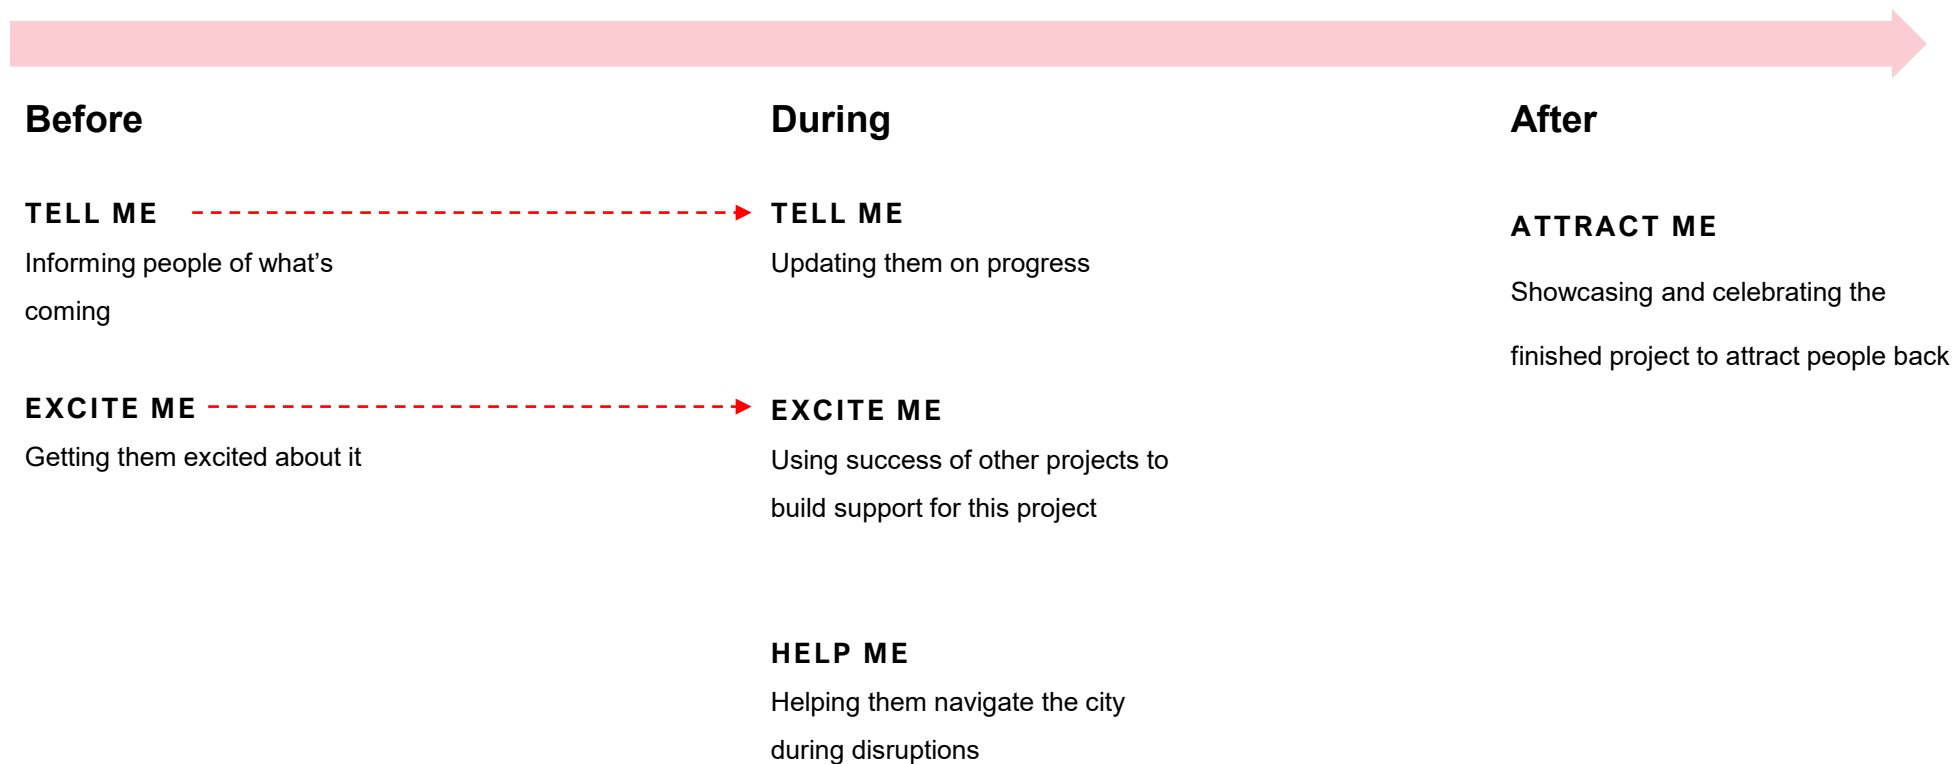 Before
TELL ME
Informing people of what’s
coming
EXCITE ME
Getting them excited about it
During
TELL ME
Updating them on progress
EXCITE ME
Using success of other projects to
build support for this project
HELP ME
Helping them navigate the city
during disruptions
After
ATTRACT ME
Showcasing and celebrating the
finished project to attract people back